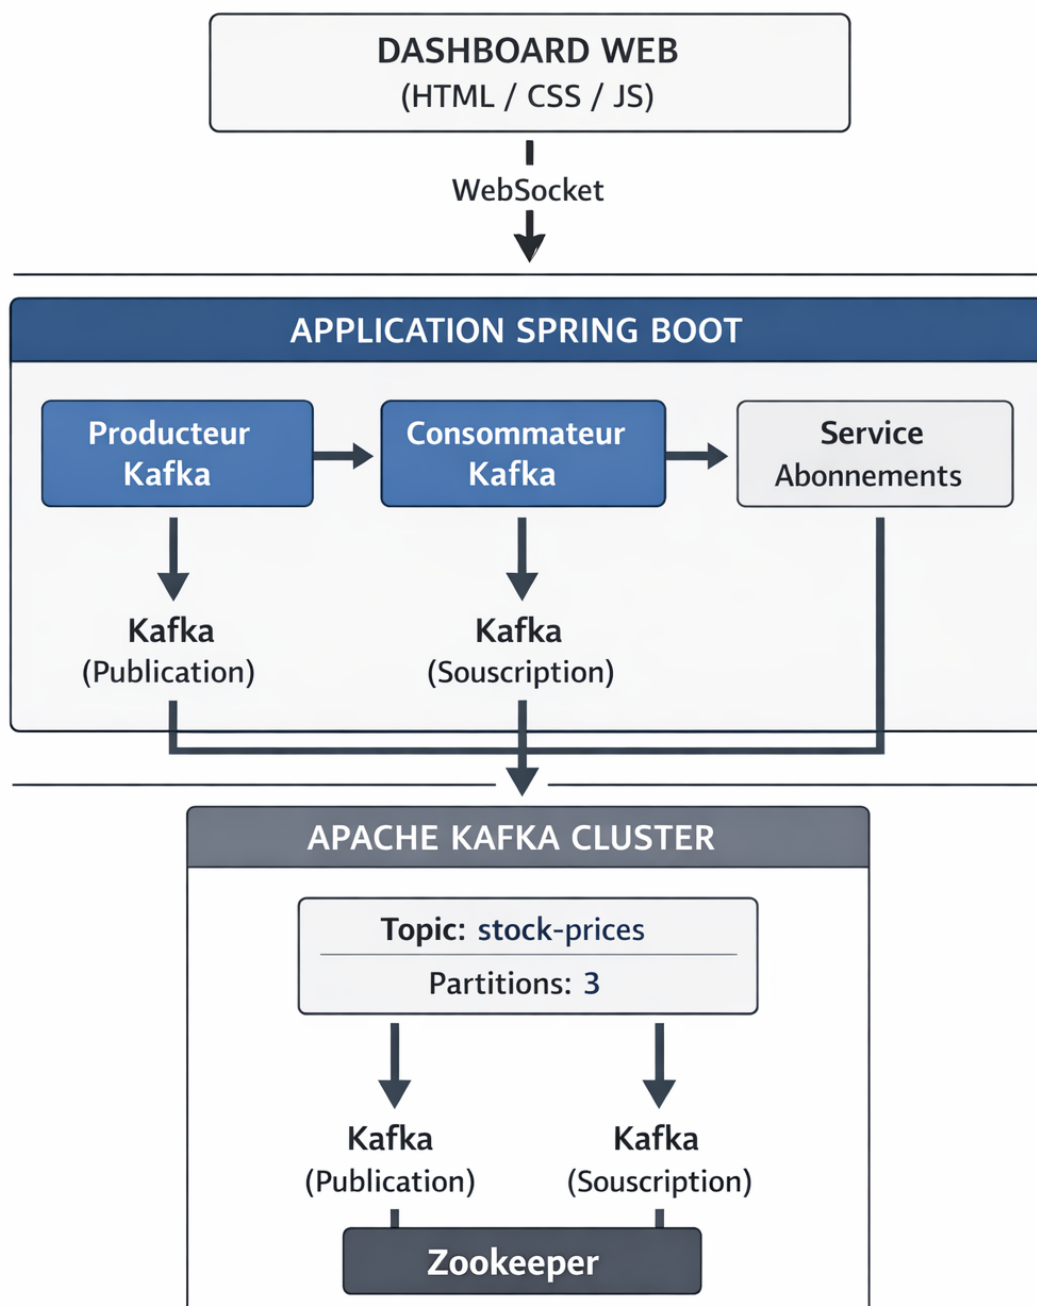 DASHBOARD WEB
(HTML / CSS / JS)
WebSocket
APPLICATION SPRING BOOT
Producteur
Kafka
Consommateur
Kafka
Service
Abonnements
Kafka
(Publication)
Kafka
(Souscription)
APACHE KAFKA CLUSTER
Topic: stock-prices
Partitions: 3
Kafka
(Publication)
Kafka
(Souscription)
Zookeeper